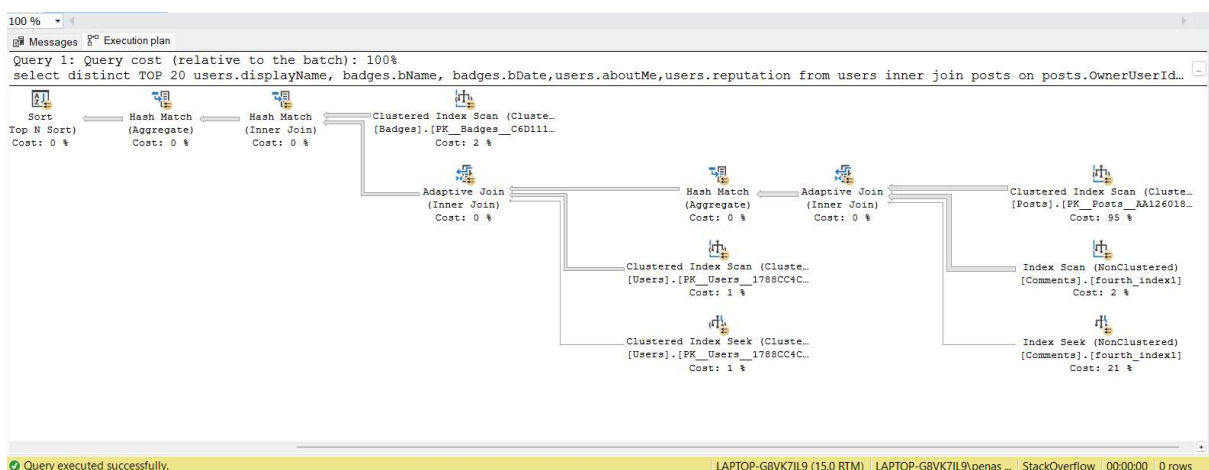 100 %
Messages Execution plan
Query 1: Query cost (relative to the batch): 100%
select distinct TOP 20 users.displayName, badges.bName, badges.bDate,users.aboutMe,users.reputation from users inner join posts on posts.OwnerUserId…
Sort
Top N Sort)
Cost: 0 %
Hash Match
(Aggregate)
Cost: 0 %
Hash Match
(Inner Join)
Cost: 0 %
Clustered Index Scan (Cluste…
[Badges].[PK__Badges__C6D111…
Cost: 2 %
Adaptive Join
(Inner Join)
Cost: 0 %
Hash Match
(Aggregate)
Cost: 0 %
Adaptive Join
(Inner Join)
Cost: 0 %
Clustered Index Scan (Cluste…
[Posts].[PK__Posts__AA126018…
Cost: 95 %
Clustered Index Scan (Cluste…
[Users].[PK__Users__1788CC4C…
Cost: 1 %
Index Scan (NonClustered)
[Comments].[fourth_index1]
Cost: 2 %
Clustered Index Seek (Cluste…
[Users].[PK__Users__1788CC4C…
Cost: 1 %
Index Seek (NonClustered)
[Comments].[fourth_index1]
Cost: 21 %
Query executed successfully.
LAPTOP-G8VK7IL9 (15.0 RTM) LAPTOP-G8VK7IL9\penas ... StackOverflow 00:00:00 0 rows